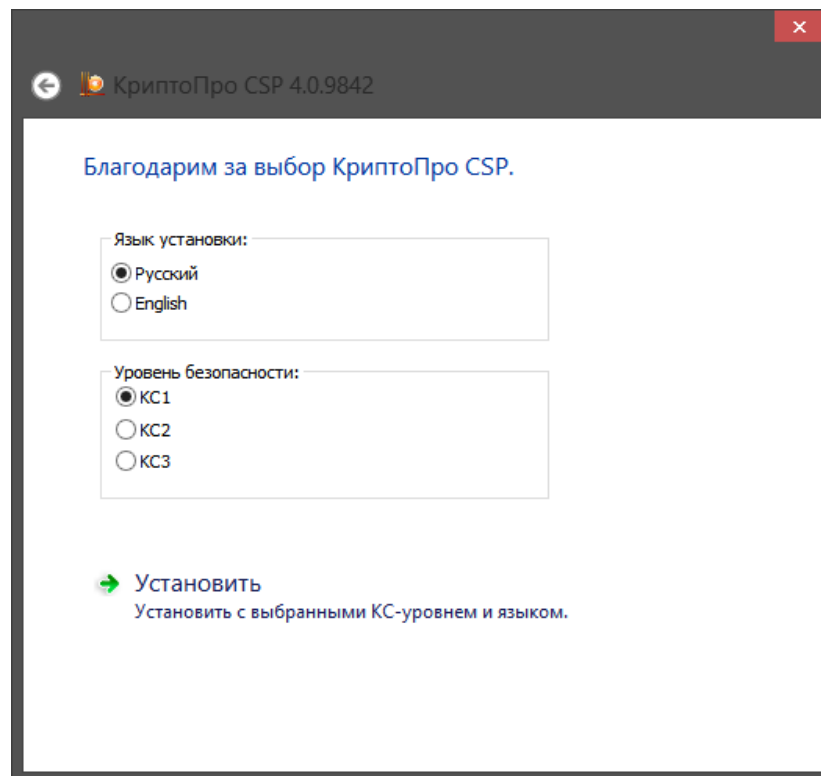 КриптоПро CSP 4.0.9842
Благодарим за выбор КриптоПро CSP.
Язык установки:
Русский
English
Уровень безопасности:
КС1
КС2
КС3
Установить
Установить с выбранными КС-уровнем и языком.